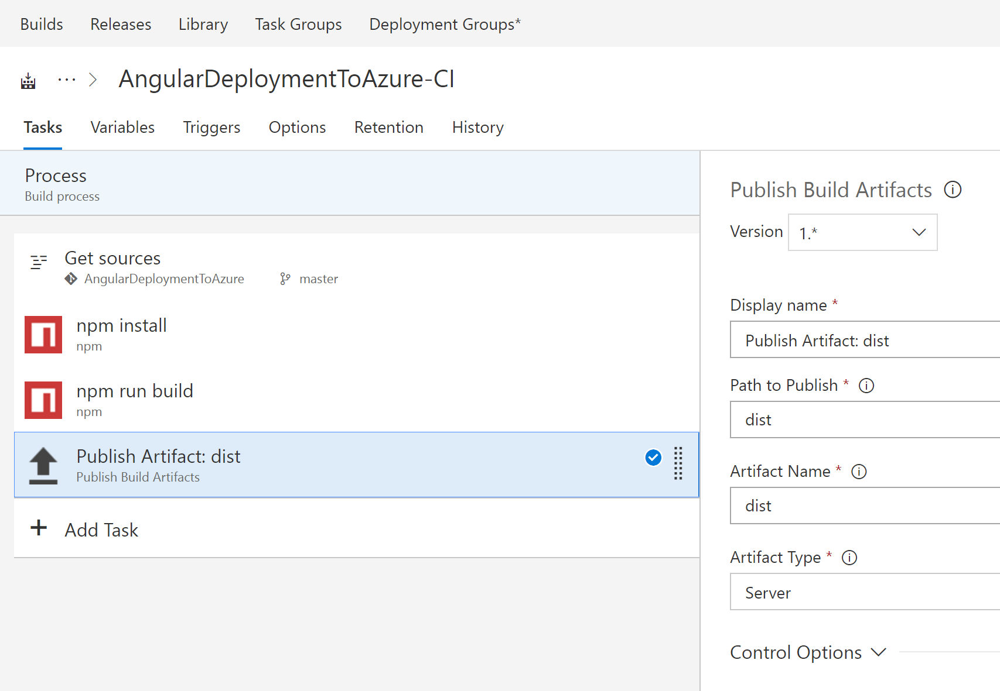 Builds Releases Library Task Groups Deployment Groups*
··· > AngularDeploymentToAzure-CI
Tasks Variables Triggers Options Retention History
Process
Build process
Get sources
AngularDeploymentToAzure master
npm install
npm
npm run build
npm
Publish Artifact: dist
Publish Build Artifacts
Add Task
Publish Build Artifacts
Version 1.*
Display name *
Publish Artifact: dist
Path to Publish *
dist
Artifact Name *
dist
Artifact Type *
Server
Control Options